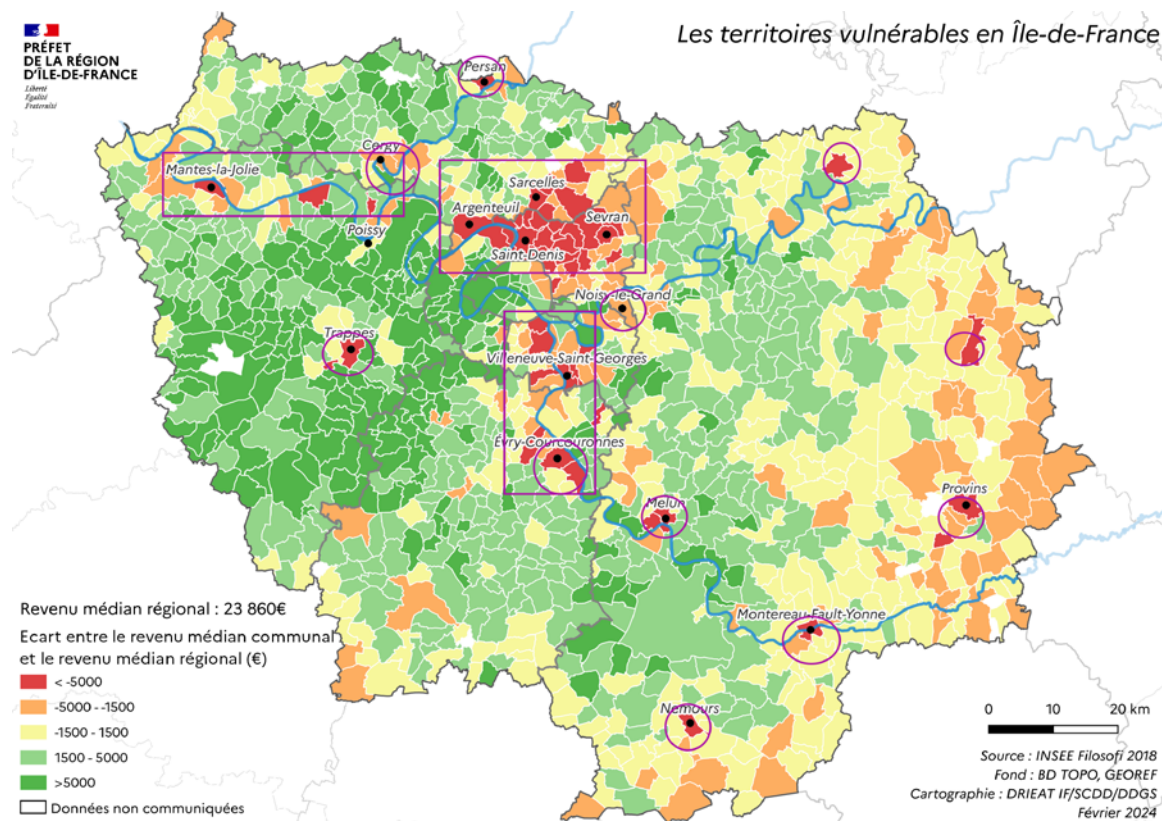 PRÉFET
DE LA RÉGION
D'ÎLE-DE-FRANCE
Liberté
Égalité
Fraternité
Les territoires vulnérables en Île-de-France
Persan
Cergy
Mantes-la-Jolie
Sarcelles
Argenteuil
Sevran
Poissy
Saint-Denis
Noisy-le-Grand
Trappes
Villeneuve-Saint-Georges
Évry-Courcouronnes
Melun
Provins
Montereau-Fault-Yonne
Nemours
Revenu médian régional : 23 860€
Ecart entre le revenu médian communal
et le revenu médian régional (€)
< -5000
-5000 - -1500
-1500 - 1500
1500 - 5000
>5000
Données non communiquées
0 10 20 km
Source : INSEE Filosofi 2018
Fond : BD TOPO, GEOREF
Cartographie : DRIEAT IF/SCDD/DDGS
Février 2024